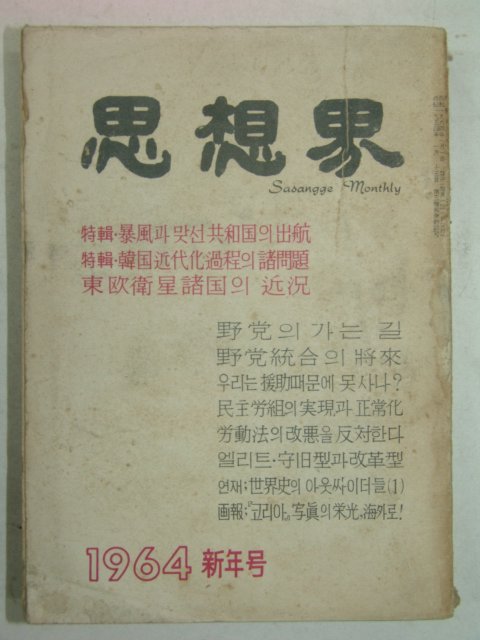 思想界
Sasangge Monthly
特輯·暴風과 맞선 共和国의 出航
特輯·韓国近代化過程의 諸問題
東欧衛星諸国의 近況
野党의 가는 길
野党統合의 將來
우리는 援助때문에 못 사나?
民主労組의 実現과 正常化
労動法의 改悪을 反対한다
엘리트·守旧型과 改革型
연재; 世界史의 아웃싸이더들(1)
画報;『코리아』写眞의 栄光, 海外로!
1964 新年号